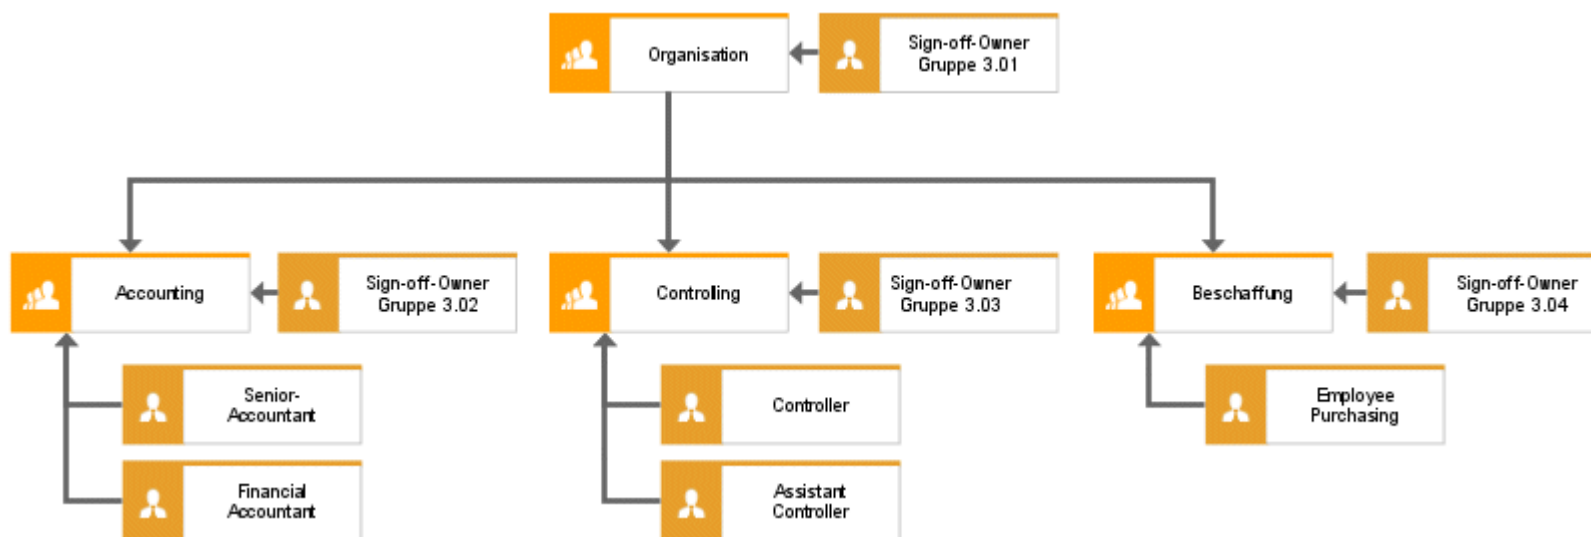 Organisation
Sign-off-Owner
Gruppe 3.01
Accounting
Sign-off-Owner
Gruppe 3.02
Controlling
Sign-off-Owner
Gruppe 3.03
Beschaffung
Sign-off-Owner
Gruppe 3.04
Senior-
Accountant
Controller
Employee
Purchasing
Financial
Accountant
Assistant
Controller